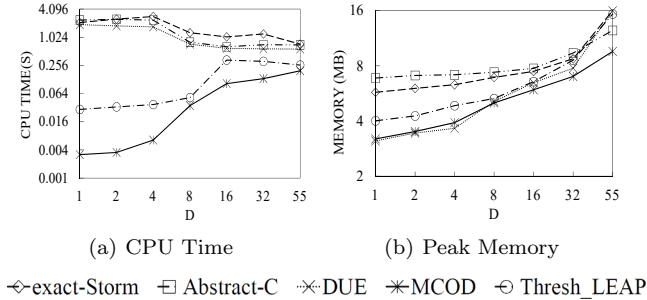 4.096
1.024
0.256
0.064
0.016
0.004
0.001
CPU TIME(S)
1 2 4 8 16 32 55
D
(a) CPU Time
16
8
4
2
MEMORY (MB)
1 2 4 8 16 32 55
D
(b) Peak Memory
exact-Storm Abstract-C DUE MCOD Thresh_LEAP